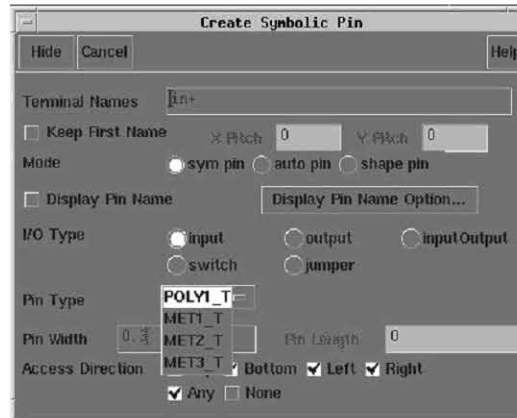 Create Symbolic Pin
Hide Cancel Help
Terminal Names in+
Keep First Name X Pitch 0 Y Pitch 0
Mode sym pin auto pin shape pin
Display Pin Name Display Pin Name Option...
I/O Type input output inputOutput
switch jumper
Pin Type POLY1_T
MET1_T
Pin Width 0. MET2_T Pin Length 0
MET3_T
Access Direction Bottom Left Right
Any None